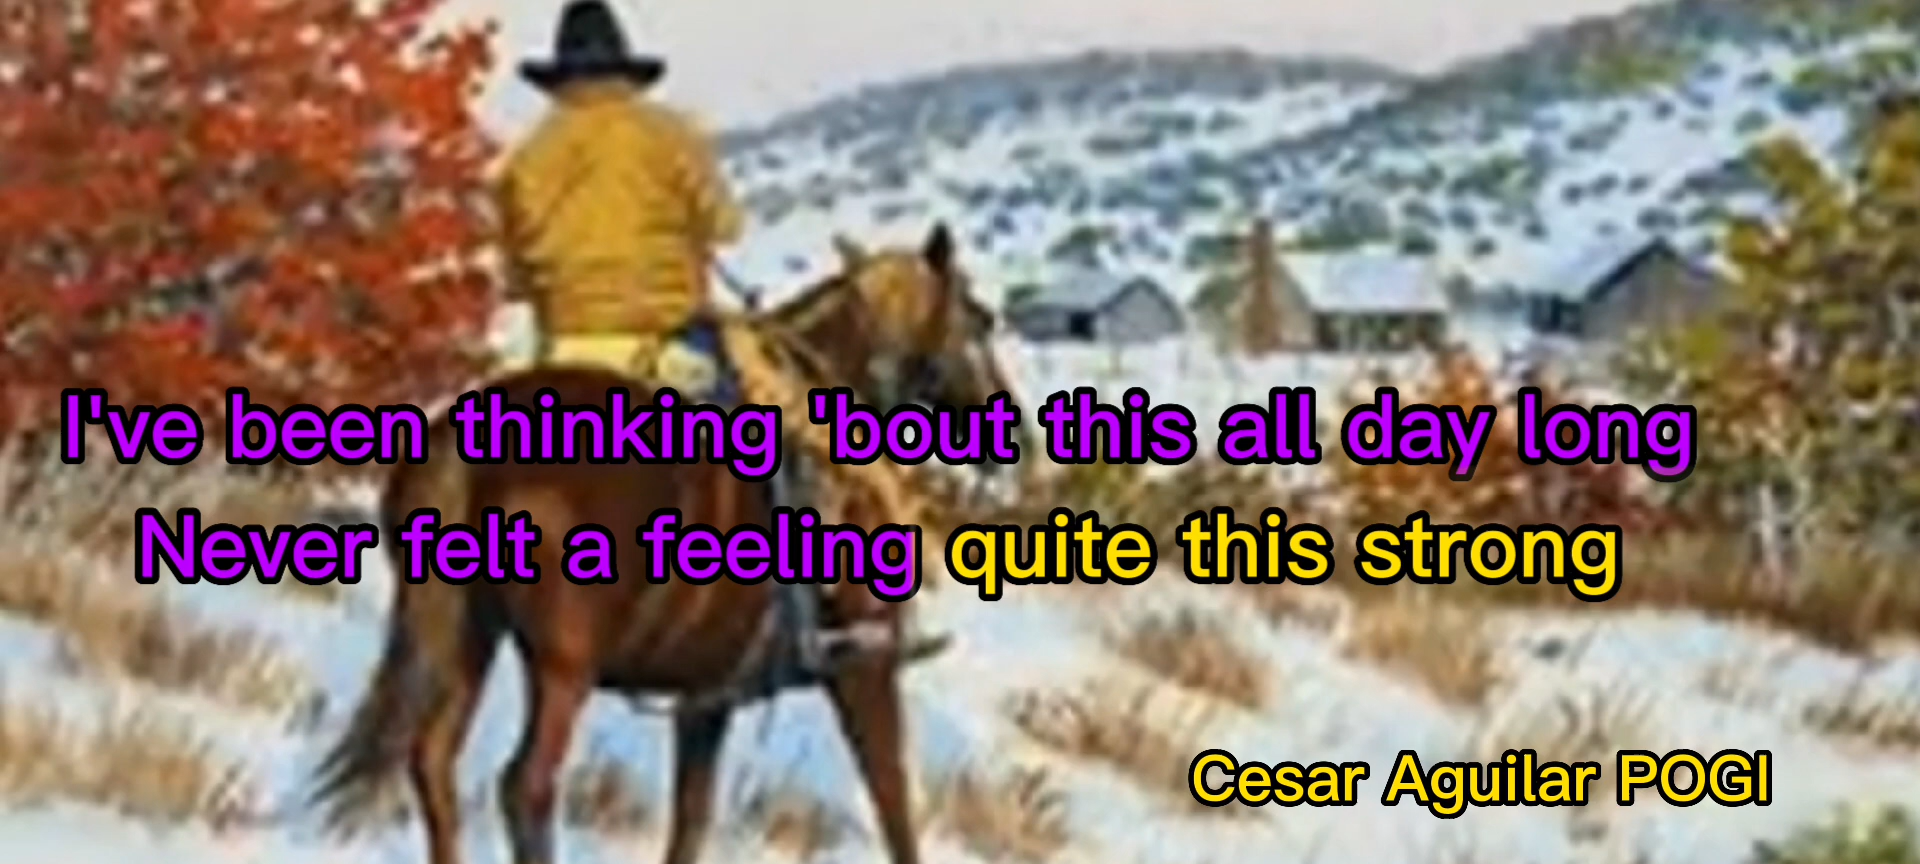 I've been thinking 'bout this all day long
Never felt a feeling quite this strong
Cesar Aguilar POGI